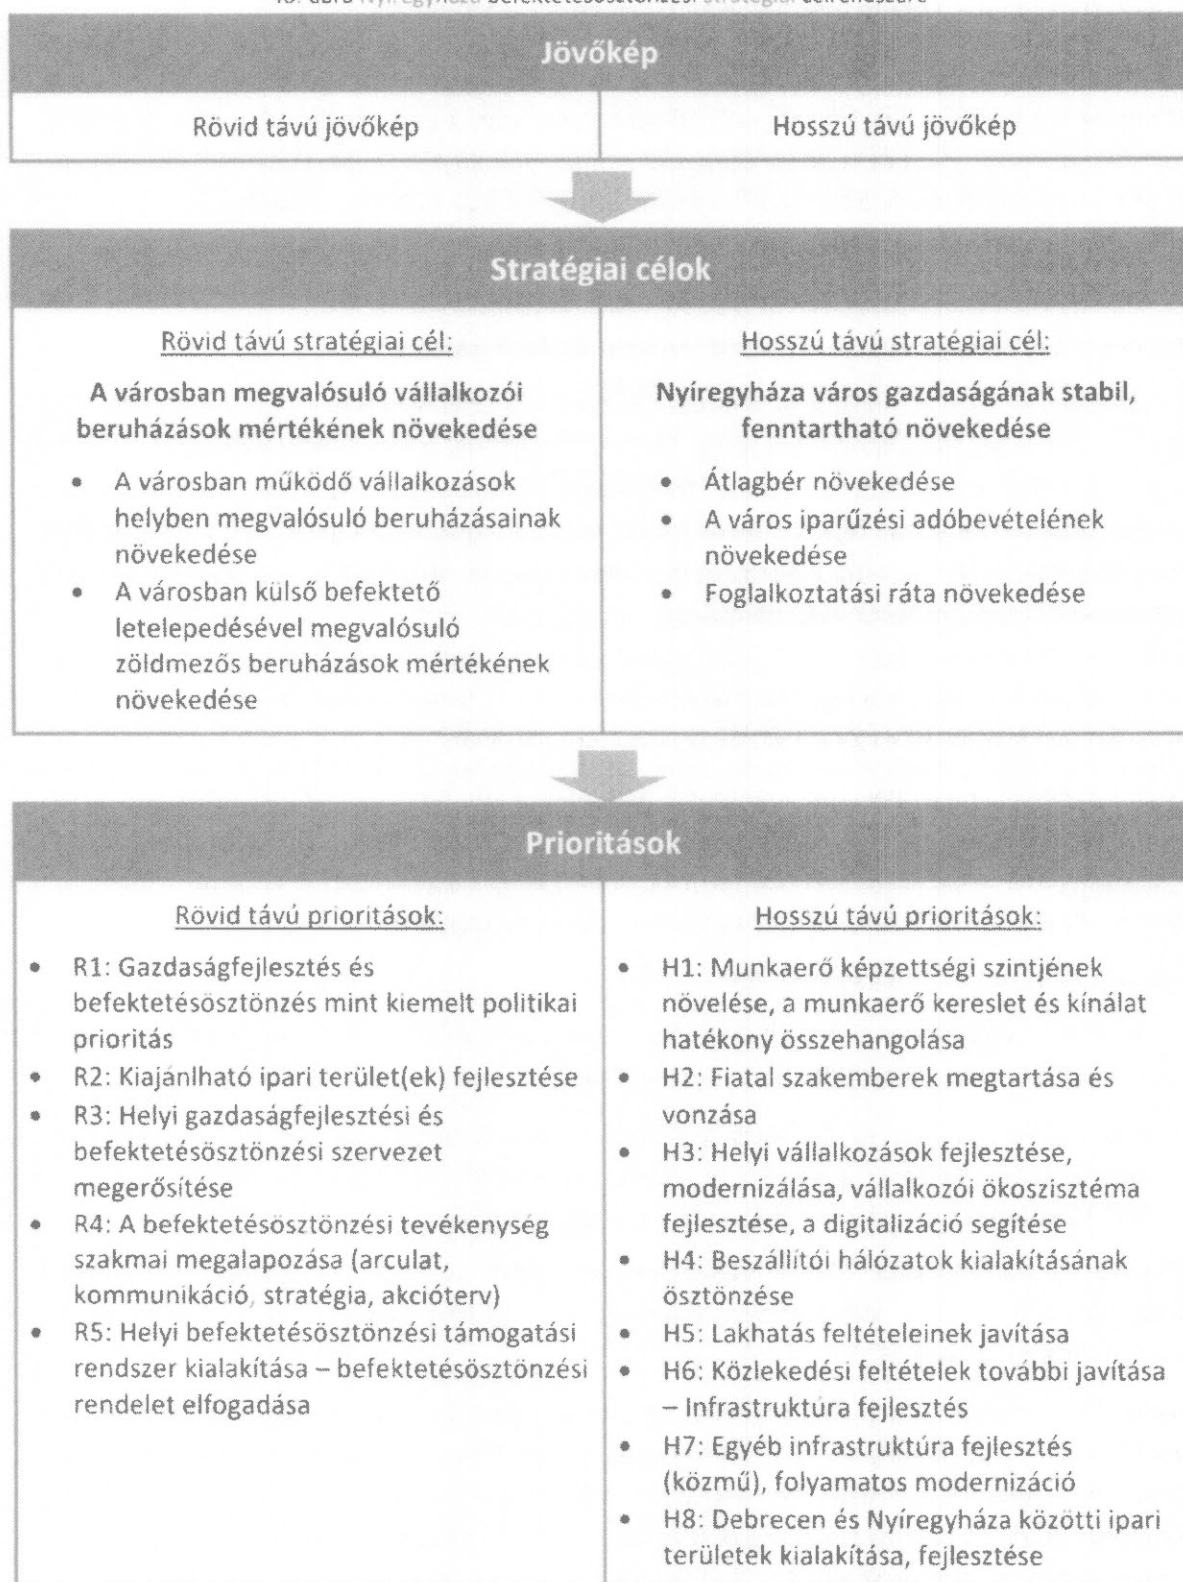 ábra Nyíregyháza befektetésösztönzési stratégiai célrendszere
Jövőkép
Rövid távú jövőkép
Hosszú távú jövőkép
Stratégiai célok
Rövid távú stratégiai cél:
A városban megvalósuló vállalkozói
beruházások mértékének növekedése
• A városban működő vállalkozások
helyben megvalósuló beruházásainak
növekedése
• A városban külső befektető
letelepedésével megvalósuló
zöldmezős beruházások mértékének
növekedése
Hosszú távú stratégiai cél:
Nyíregyháza város gazdaságának stabil,
fenntartható növekedése
• Átlagbér növekedése
• A város iparűzési adóbevételének
növekedése
• Foglalkoztatási ráta növekedése
Prioritások
Rövid távú prioritások:
• R1: Gazdaságfejlesztés és
befektetésösztönzés mint kiemelt politikai
prioritás
• R2: Kiajánlható ipari terület(ek) fejlesztése
• R3: Helyi gazdaságfejlesztési és
befektetésösztönzési szervezet
megerősítése
• R4: A befektetésösztönzési tevékenység
szakmai megalapozása (arculat,
kommunikáció, stratégia, akcióterv)
• R5: Helyi befektetésösztönzési támogatási
rendszer kialakítása – befektetésösztönzési
rendelet elfogadása
Hosszú távú prioritások:
• H1: Munkaerő képzettségi szintjének
növelése, a munkaerő kereslet és kínálat
hatékony összehangolása
• H2: Fiatal szakemberek megtartása és
vonzása
• H3: Helyi vállalkozások fejlesztése,
modernizálása, vállalkozói ökoszisztéma
fejlesztése, a digitalizáció segítése
• H4: Beszállítói hálózatok kialakításának
ösztönzése
• H5: Lakhatás feltételeinek javítása
• H6: Közlekedési feltételek további javítása
– Infrastruktúra fejlesztés
• H7: Egyéb infrastruktúra fejlesztés
(közmű), folyamatos modernizáció
• H8: Debrecen és Nyíregyháza közötti ipari
területek kialakítása, fejlesztése